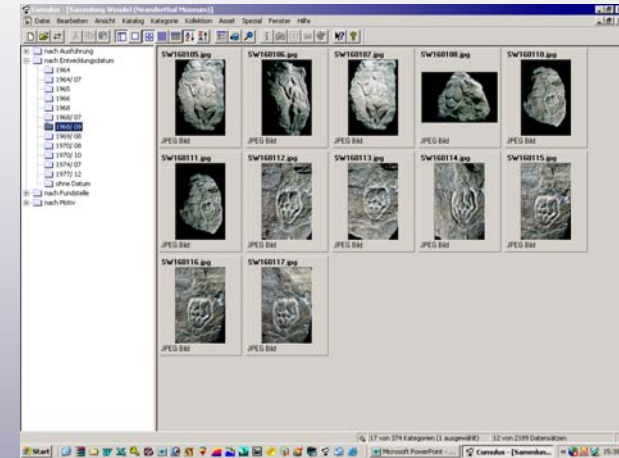 Cumulus - [Sammlung Wendel (Neanderthal Museum)]
Datei Bearbeiten Ansicht Katalog Kategorie Kollektion Asset Spezial Fenster Hilfe
nach Ausführung
nach Entwicklungsdatum
1964
1964/ 07
1965
1966
1968
1968/ 07
1968/ 09
1969/ 08
1970/ 08
1970/ 10
1974/ 07
1977/ 12
ohne Datum
nach Fundstelle
nach Motiv
SW160105.jpg SW160106.jpg SW160107.jpg SW160108.jpg SW160110.jpg
JPEG Bild JPEG Bild JPEG Bild JPEG Bild JPEG Bild
SW160111.jpg SW160112.jpg SW160113.jpg SW160114.jpg SW160115.jpg
JPEG Bild JPEG Bild JPEG Bild JPEG Bild JPEG Bild
SW160116.jpg SW160117.jpg
JPEG Bild JPEG Bild
17 von 374 Kategorien (1 ausgewählt) 12 von 2189 Datensätzen
Start Microsoft PowerPoint - ... Cumulus - [Sammlun... 15:38